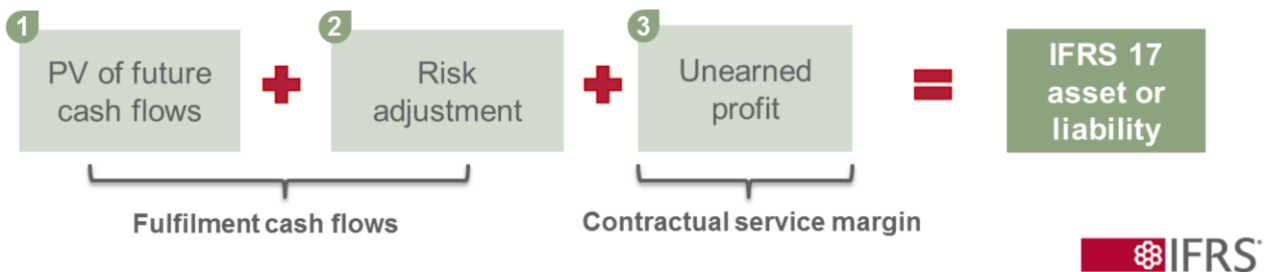 1
PV of future
cash flows
+
2
Risk
adjustment
+
3
Unearned
profit
=
IFRS 17
asset or
liability
Fulfilment cash flows
Contractual service margin
IFRS